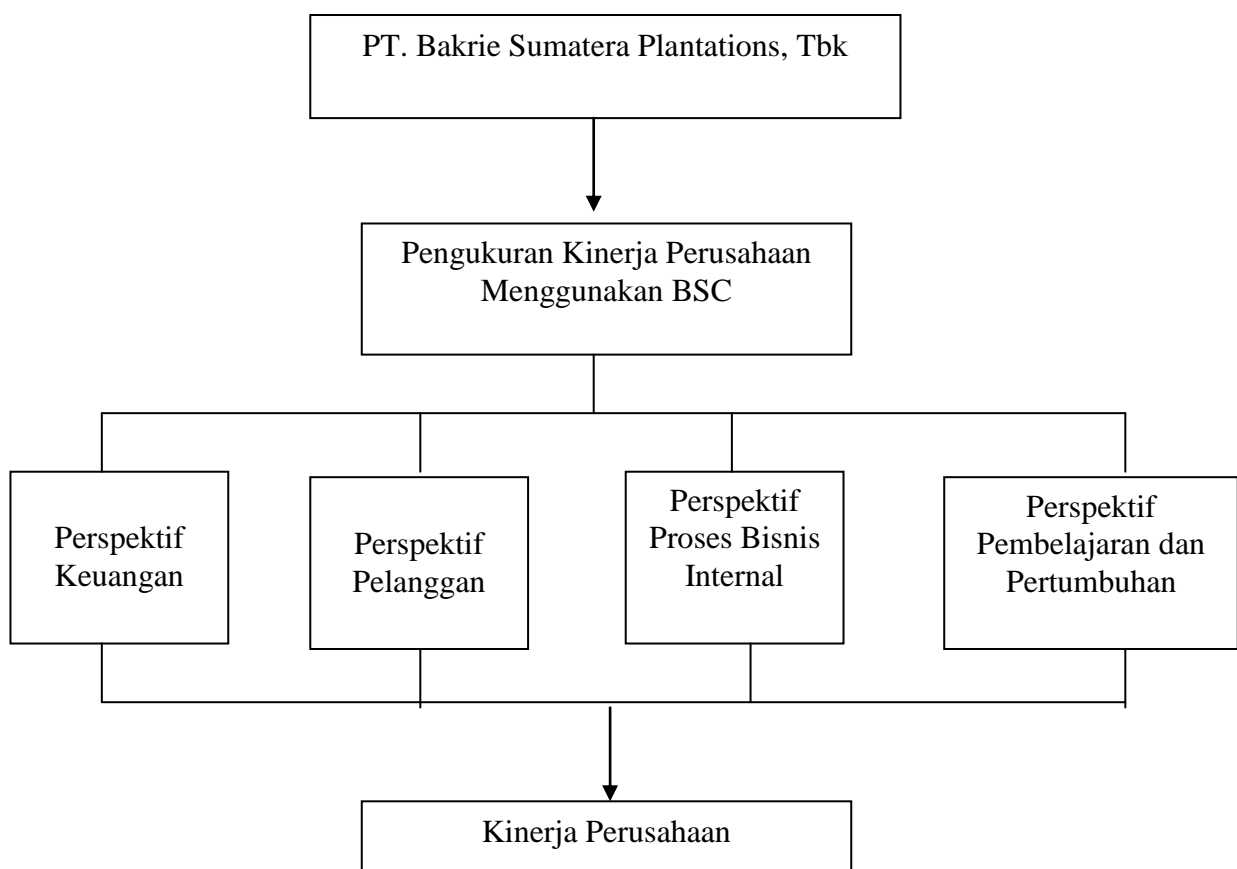 PT. Bakrie Sumatera Plantations, Tbk
Pengukuran Kinerja Perusahaan
Menggunakan BSC
Perspektif
Keuangan
Perspektif
Pelanggan
Perspektif
Proses Bisnis
Internal
Perspektif
Pembelajaran dan
Pertumbuhan
Kinerja Perusahaan